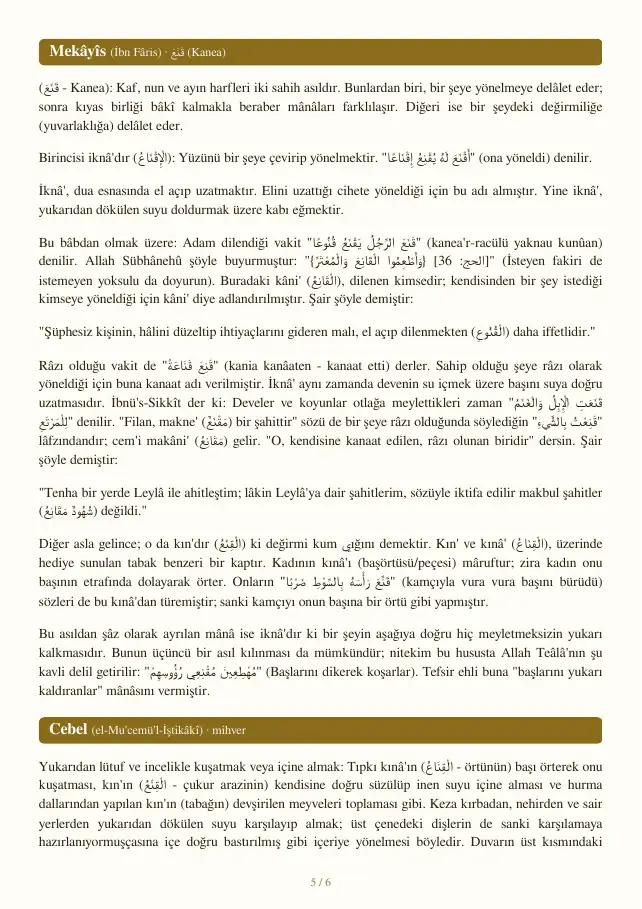 Mekâyîs (İbn Fâris) · قَنَعَ (Kanea)
(قَنَعَ - Kanea): Kaf, nun ve ayın harfleri iki sahih asıldır. Bunlardan biri, bir şeye yönelmeye delâlet eder;
sonra kıyas birliği bâkî kalmakla beraber mânâları farklılaşır. Diğeri ise bir şeydeki değirmiliğe
(yuvarlaklığa) delâlet eder.
Birincisi iknâ'dır (الْإِقْنَاعُ): Yüzünü bir şeye çevirip yönelmektir. "أَقْنَعَ لَهُ يُقْنِعُ إِقْنَاعًا" (ona yöneldi) denilir.
İknâ', dua esnasında el açıp uzatmaktır. Elini uzattığı cihete yöneldiği için bu adı almıştır. Yine iknâ',
yukarıdan dökülen suyu doldurmak üzere kabı eğmektir.
Bu bâbdan olmak üzere: Adam dilendiği vakit "قَنَعَ الرَّجُلُ يَقْنَعُ قُنُوعًا" (kanea'r-racülü yaknau kunûan)
denilir. Allah Sübhânehû şöyle buyurmuştur: "{وَأَطْعِمُوا الْقَانِعَ وَالْمُعْتَرَّ} [الحج: 36]" (İsteyen fakiri de
istemeyen yoksulu da doyurun). Buradaki kâni' (الْقَانِعُ), dilenen kimsedir; kendisinden bir şey istediği
kimseye yöneldiği için kâni' diye adlandırılmıştır. Şair şöyle demiştir:
"Şüphesiz kişinin, hâlini düzeltip ihtiyaçlarını gideren malı, el açıp dilenmekten (الْقُنُوعِ) daha iffetlidir."
Râzı olduğu vakit de "قَنِعَ قَنَاعَةً" (kania kanâaten - kanaat etti) derler. Sahip olduğu şeye râzı olarak
yöneldiği için buna kanaat adı verilmiştir. İknâ' aynı zamanda devenin su içmek üzere başını suya doğru
uzatmasıdır. İbnü's-Sikkît der ki: Develer ve koyunlar otlağa meylettikleri zaman "قَنَعَتِ الْإِبِلُ وَالْغَنَمُ
لِلْمَرْتَعِ" denilir. "Filan, makne' (مَقْنَعٌ) bir şahittir" sözü de bir şeye râzı olduğunda söylediğin "قَنِعْتُ بِالشَّيْءِ"
lâfzındandır; cem'i makâni' (مَقَانِعُ) gelir. "O, kendisine kanaat edilen, râzı olunan biridir" dersin. Şair
şöyle demiştir:
"Tenha bir yerde Leylâ ile ahitleştim; lâkin Leylâ'ya dair şahitlerim, sözüyle iktifa edilir makbul şahitler
(شُهُودٌ مَقَانِعُ) değildi."
Diğer asla gelince; o da kın'dır (الْقِنْعُ) ki değirmi kum yığını demektir. Kın' ve kınâ' (الْقِنَاعُ), üzerinde
hediye sunulan tabak benzeri bir kaptır. Kadının kınâ'ı (başörtüsü/peçesi) mâruftur; zira kadın onu
başının etrafında dolayarak örter. Onların "قَنَّعَ رَأْسَهُ بِالسَّوْطِ ضَرْبًا" (kamçıyla vura vura başını bürüdü)
sözleri de bu kınâ'dan türemiştir; sanki kamçıyı onun başına bir örtü gibi yapmıştır.
Bu asıldan şâz olarak ayrılan mânâ ise iknâ'dır ki bir şeyin aşağıya doğru hiç meyletmeksizin yukarı
kalkmasıdır. Bunun üçüncü bir asıl kılınması da mümkündür; nitekim bu hususta Allah Teâlâ'nın şu
kavli delil getirilir: "مُهْطِعِينَ مُقْنِعِي رُؤُوسِهِمْ" (Başlarını dikerek koşarlar). Tefsir ehli buna "başlarını yukarı
kaldıranlar" mânâsını vermiştir.
Cebel (el-Mu'cemü'l-İştikâkî) · mihver
Yukarıdan lütuf ve incelikle kuşatmak veya içine almak: Tıpkı kınâ'ın (الْقِنَاعُ - örtünün) başı örterek onu
kuşatması, kın'ın (الْقِنْعُ - çukur arazinin) kendisine doğru süzülüp inen suyu içine alması ve hurma
dallarından yapılan kın'ın (tabağın) devşirilen meyveleri toplaması gibi. Keza kırbadan, nehirden ve sair
yerlerden yukarıdan dökülen suyu karşılayıp almak; üst çenedeki dişlerin de sanki karşılamaya
hazırlanıyormuşçasına içe doğru bastırılmış gibi içeriye yönelmesi böyledir. Duvarın üst kısmındaki
5 / 6